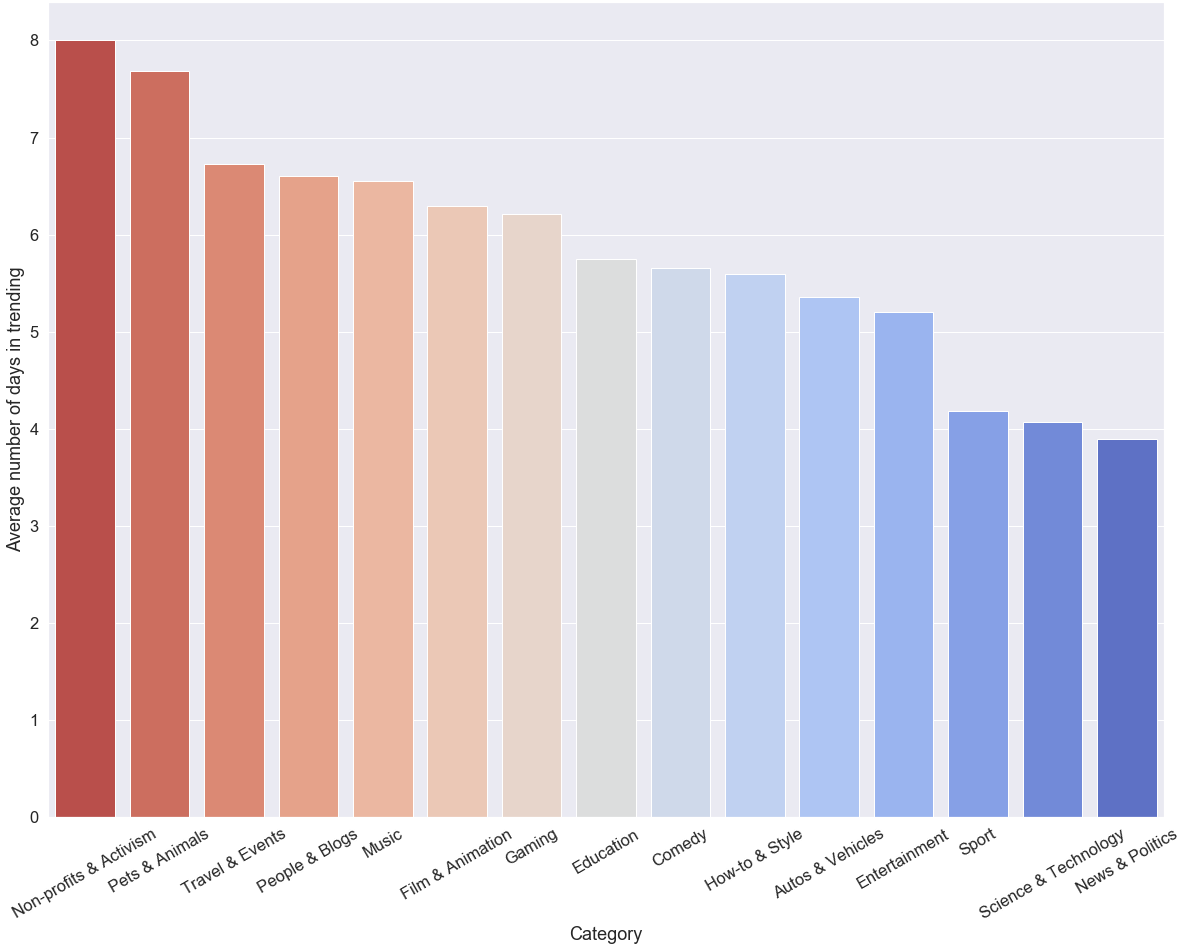 8
7
6
5
4
3
2
1
0
Average number of days in trending
Non-profits & Activism
Pets & Animals
Travel & Events
People & Blogs
Music
Film & Animation
Gaming
Education
Comedy
How-to & Style
Autos & Vehicles
Entertainment
Sport
Science & Technology
News & Politics
Category